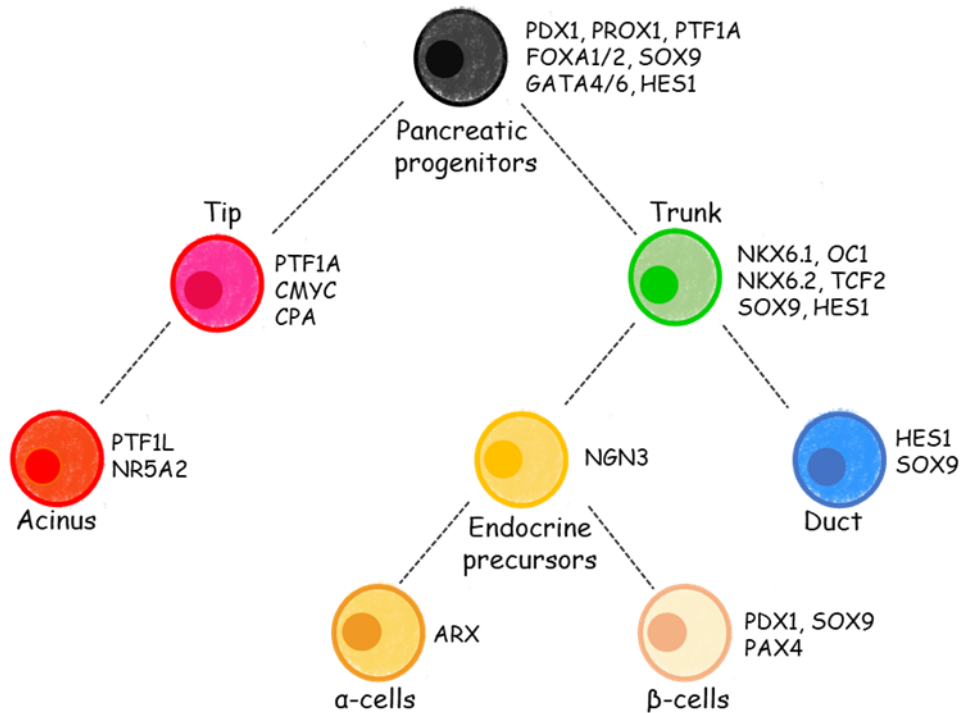 PDX1, PROX1, PTF1A
FOXA1/2, SOX9
GATA4/6, HES1
Pancreatic
progenitors
Tip
PTF1A
CMYC
CPA
Trunk
NKX6.1, OC1
NKX6.2, TCF2
SOX9, HES1
PTF1L
NR5A2
Acinus
NGN3
Endocrine
precursors
HES1
SOX9
Duct
ARX
α-cells
PDX1, SOX9
PAX4
β-cells